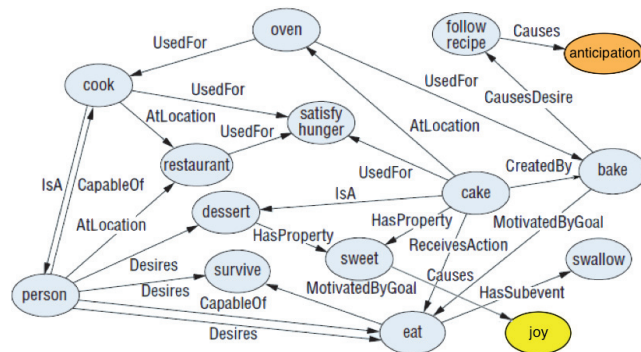 oven
follow
recipe
Causes
anticipation
UsedFor
cook
UsedFor
UsedFor
CausesDesire
AtLocation
satisfy
hunger
AtLocation
UsedFor
restaurant
IsA
CapableOf
UsedFor
CreatedBy
bake
IsA
cake
AtLocation
dessert
HasProperty
MotivatedByGoal
HasProperty
ReceivesAction
sweet
swallow
Desires
survive
Causes
person
Desires
MotivatedByGoal
HasSubevent
CapableOf
eat
joy
Desires